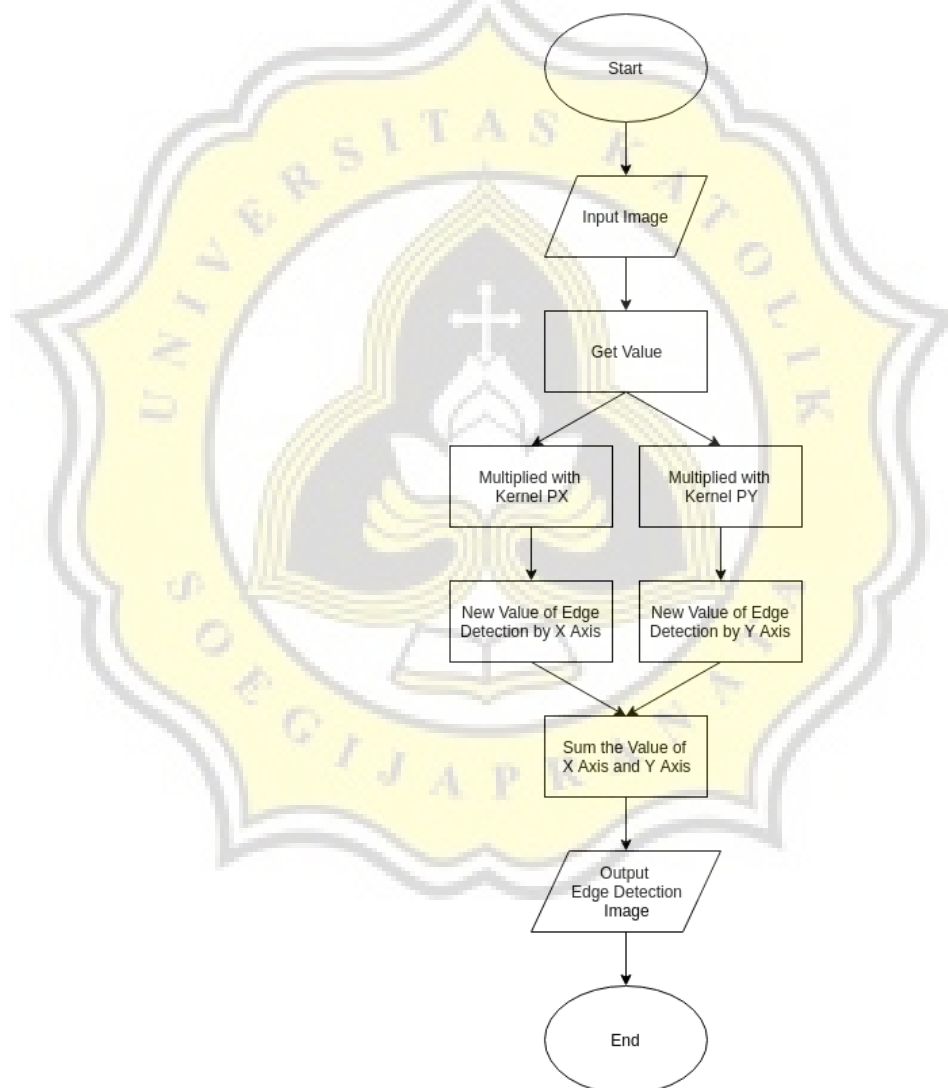 Start
UNIVERSITAS KATOLIK
Input Image
Get Value
Multiplied with
Kernel PX
Multiplied with
Kernel PY
New Value of Edge
Detection by X Axis
New Value of Edge
Detection by Y Axis
SOEGIJAPRANATA
Sum the Value of
X Axis and Y Axis
Output
Edge Detection
Image
End